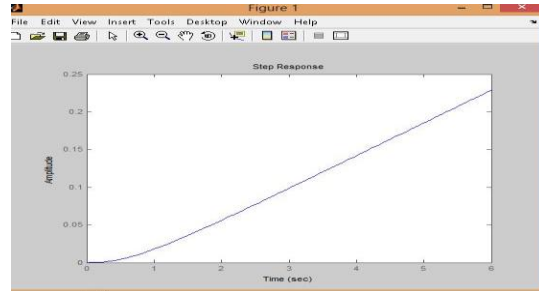 Figure 1
File Edit View Insert Tools Desktop Window Help
Step Response
0.25
0.2
0.15
0.1
0.05
0
Amplitude
0 1 2 3 4 5 6
Time (sec)